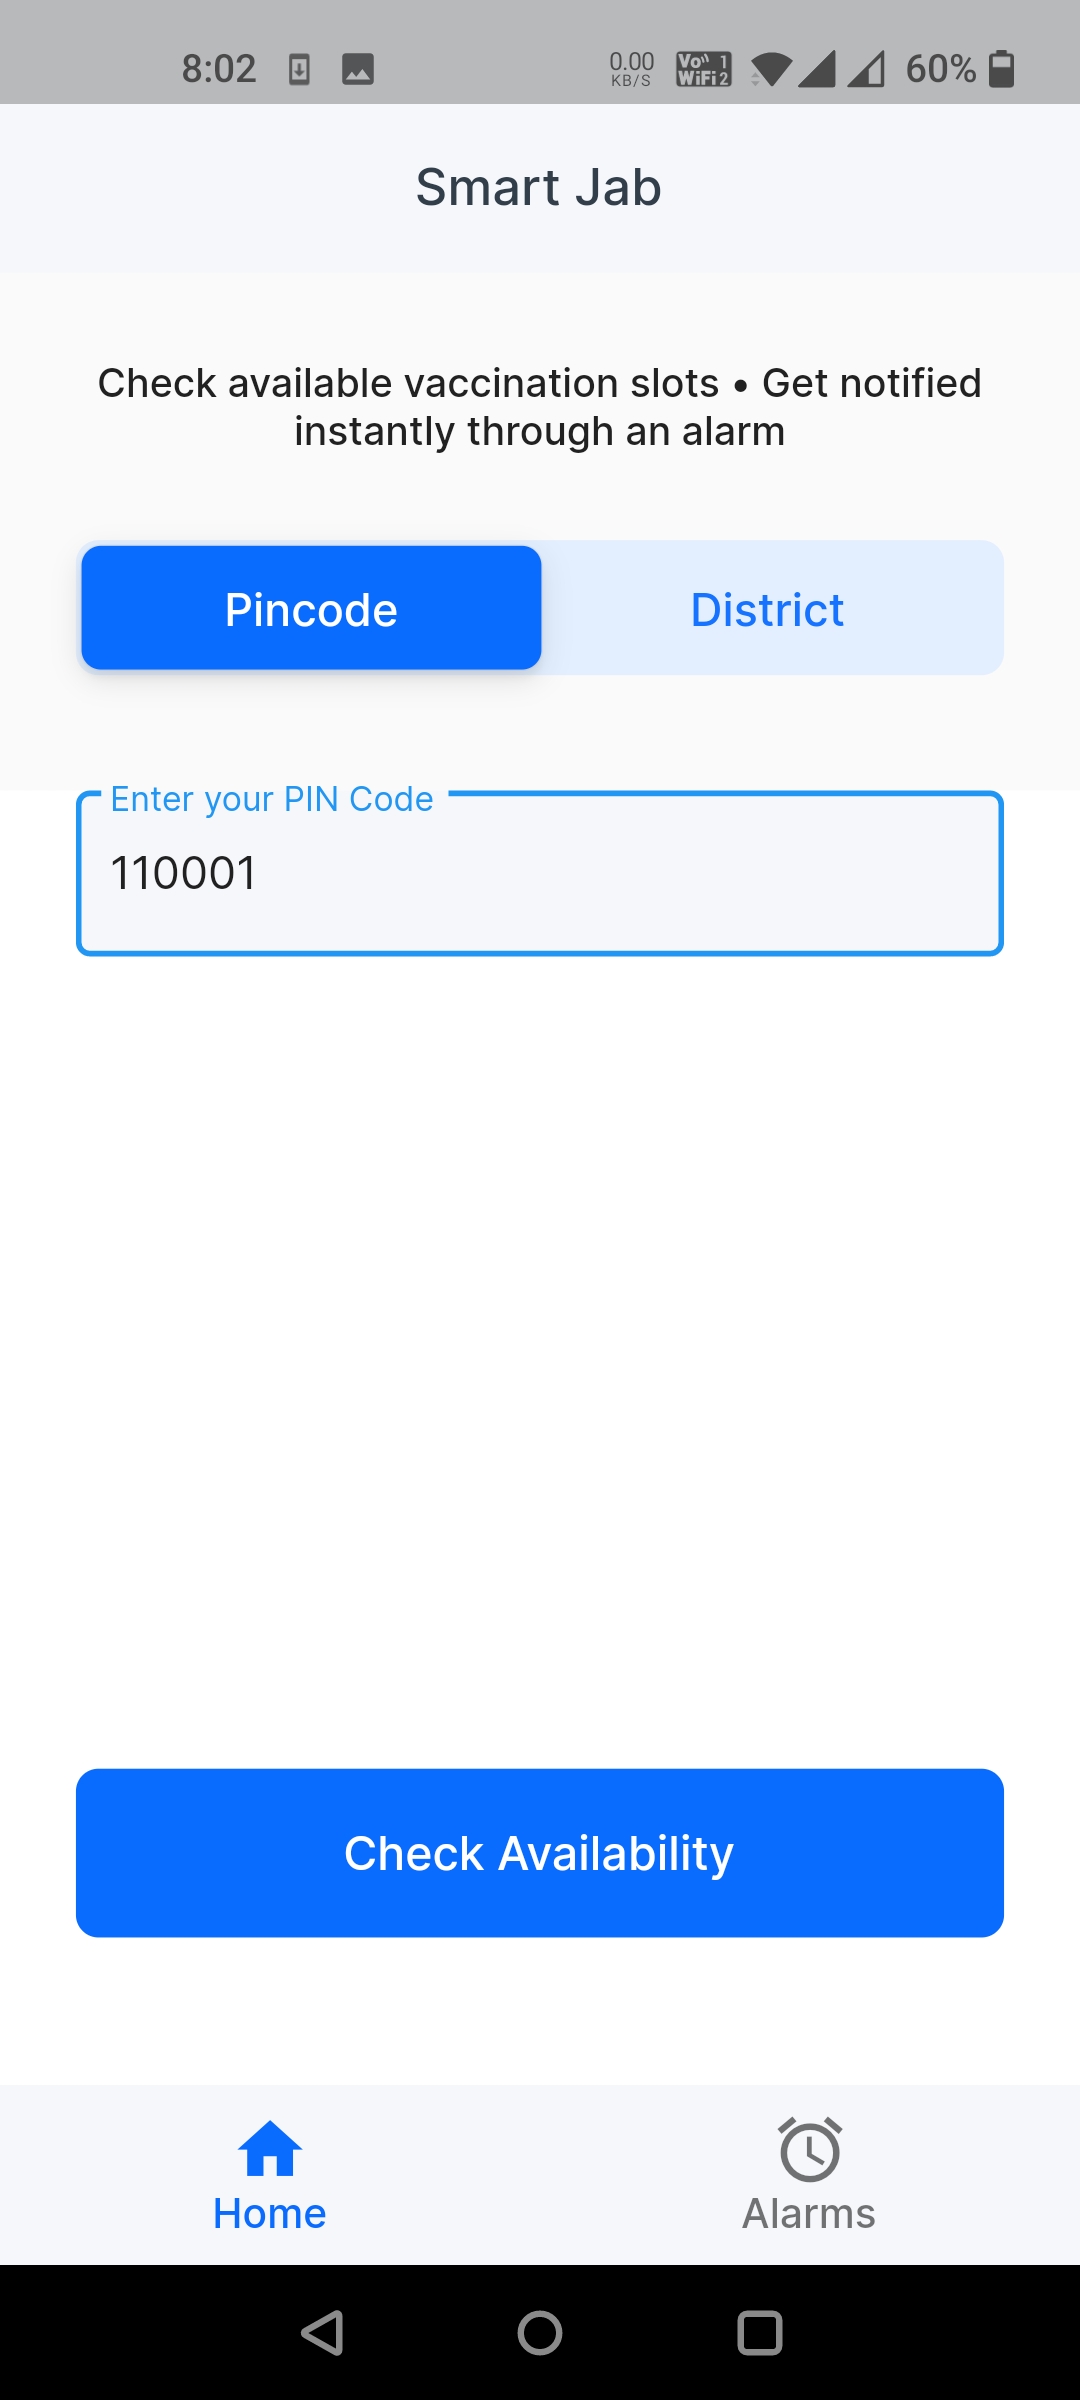 8:02
0.00
KB/S
Vo 1
WiFi 2
60%
Smart Jab
Check available vaccination slots • Get notified
instantly through an alarm
Pincode
District
Enter your PIN Code
110001
Check Availability
Home
Alarms